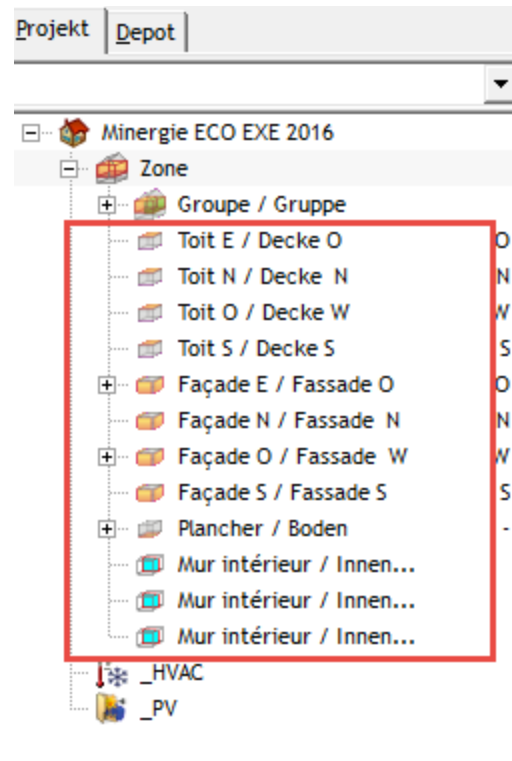 Projekt Depot
Minergie ECO EXE 2016
Zone
Groupe / Gruppe
Toit E / Decke O O
Toit N / Decke N N
Toit O / Decke W W
Toit S / Decke S S
Façade E / Fassade O O
Façade N / Fassade N N
Façade O / Fassade W W
Façade S / Fassade S S
Plancher / Boden -
Mur intérieur / Innen...
Mur intérieur / Innen...
Mur intérieur / Innen...
_HVAC
_PV